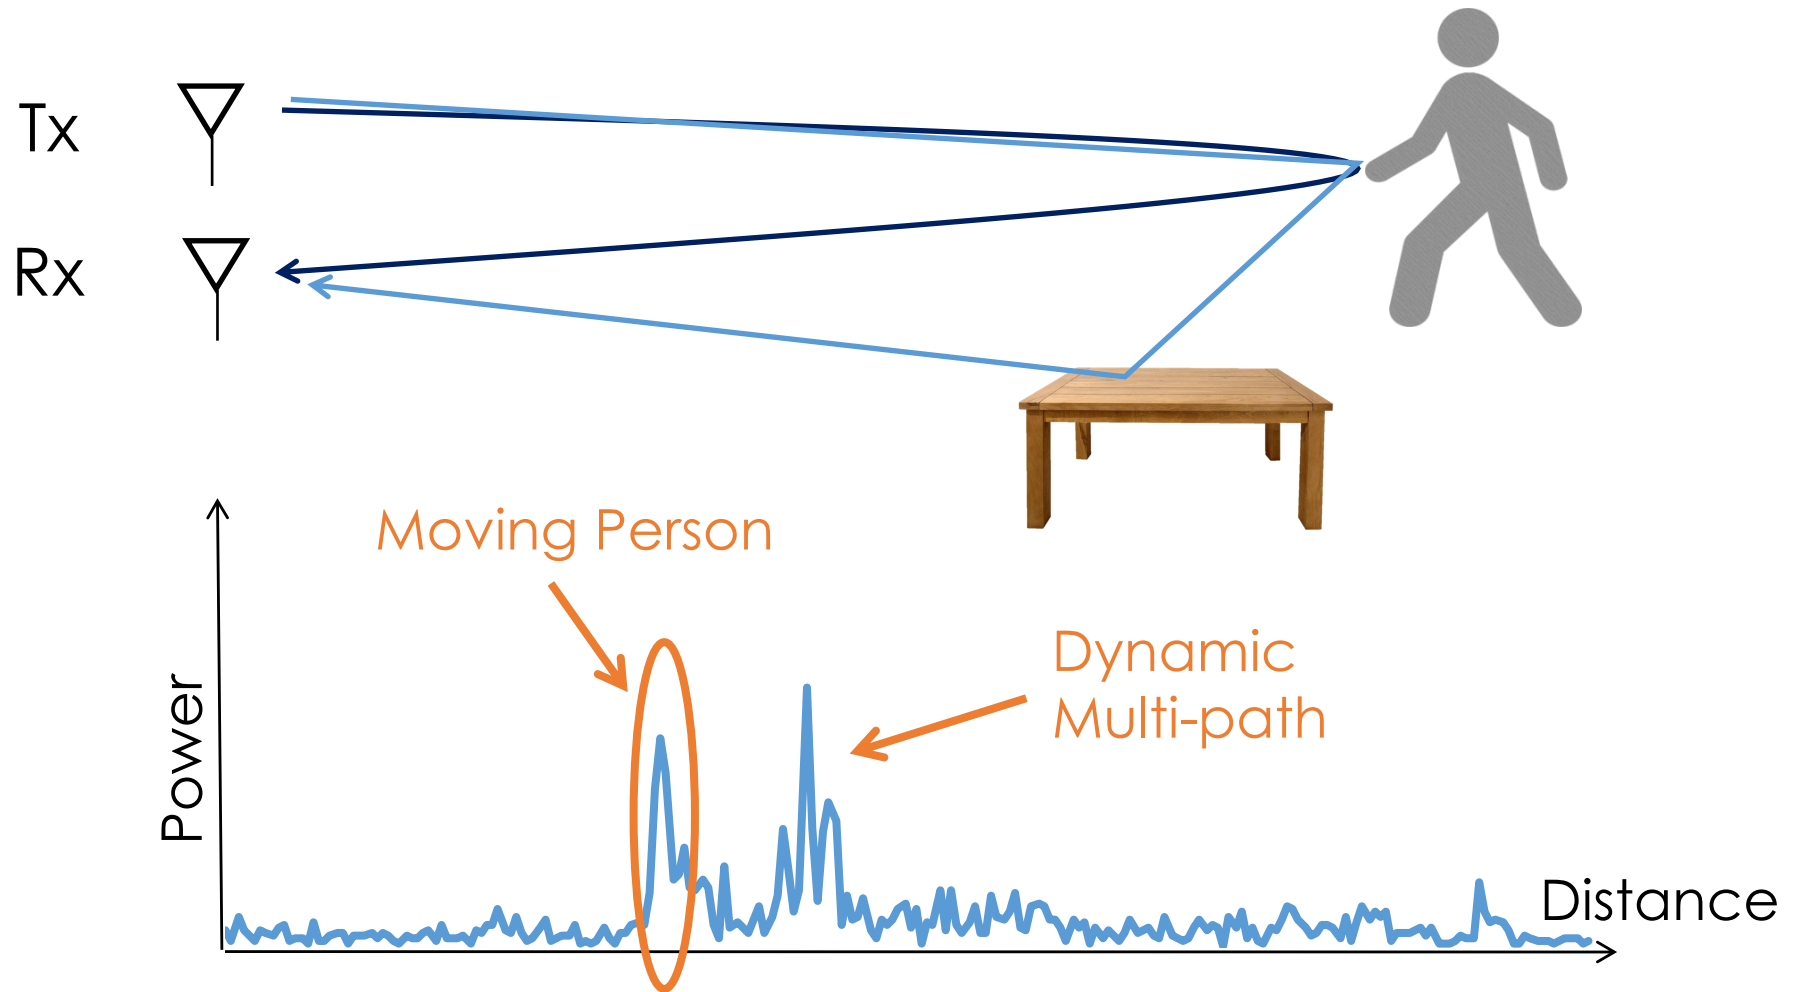 Tx
Rx
Moving Person
Dynamic
Multi-path
Power
Distance